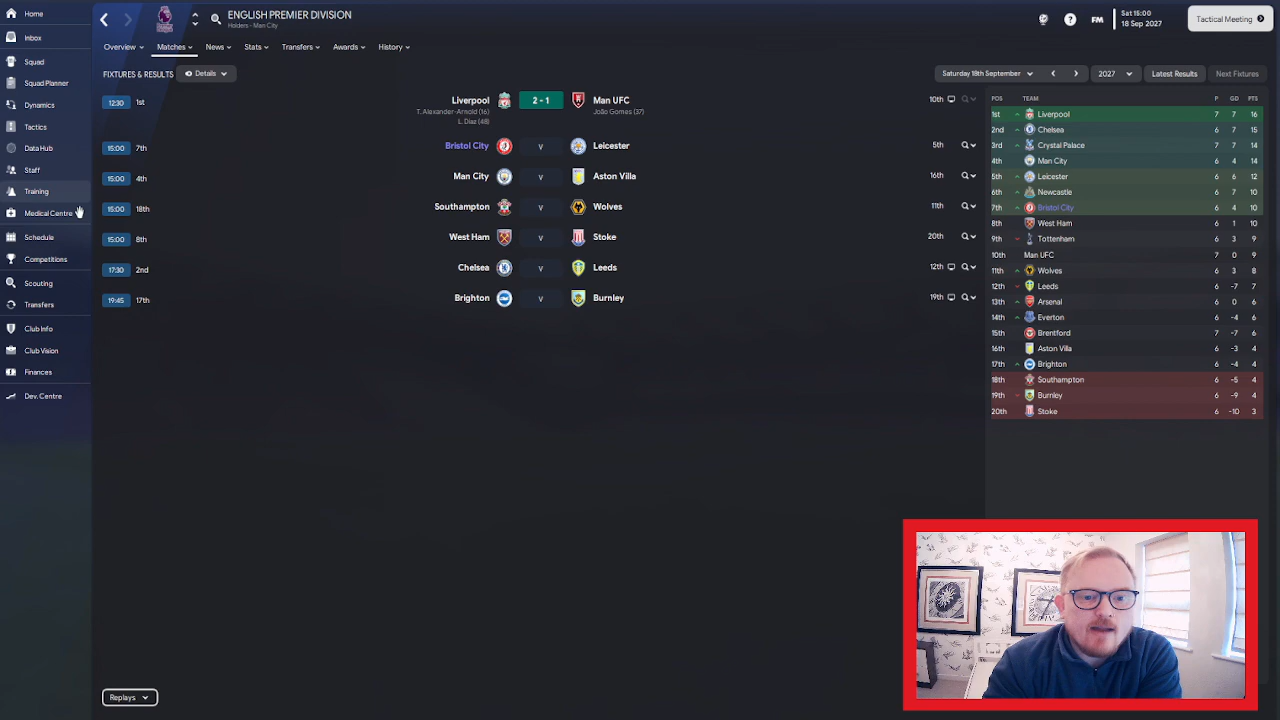 Home
Inbox
Squad
Squad Planner
Dynamics
Tactics
Data Hub
Staff
Training
Medical Centre
Schedule
Competitions
Scouting
Transfers
Club Info
Club Vision
Finances
Dev. Centre
ENGLISH PREMIER DIVISION
Holders - Man City
? FM Sat 15:00
18 Sep 2027
Tactical Meeting
Overview Matches News Stats Transfers Awards History
FIXTURES & RESULTS Details
Saturday 18th September 2027 Latest Results Next Fixtures
12:30 1st Liverpool 2 - 1 Man UFC 10th
T. Alexander-Arnold (16) João Gomes (37)
L. Díaz (48)
15:00 7th Bristol City v Leicester 5th
15:00 4th Man City v Aston Villa 16th
15:00 18th Southampton v Wolves 11th
15:00 8th West Ham v Stoke 20th
17:30 2nd Chelsea v Leeds 12th
19:45 17th Brighton v Burnley 19th
POS TEAM P GD PTS
1st Liverpool 7 7 16
2nd Chelsea 6 7 15
3rd Crystal Palace 7 7 14
4th Man City 6 4 14
5th Leicester 6 6 12
6th Newcastle 6 7 10
7th Bristol City 6 4 10
8th West Ham 6 1 10
9th Tottenham 6 3 9
10th Man UFC 7 0 9
11th Wolves 6 3 8
12th Leeds 6 -7 7
13th Arsenal 6 0 6
14th Everton 6 -4 6
15th Brentford 7 -7 6
16th Aston Villa 6 -3 4
17th Brighton 6 -4 4
18th Southampton 6 -5 4
19th Burnley 6 -9 4
20th Stoke 6 -10 3
Replays